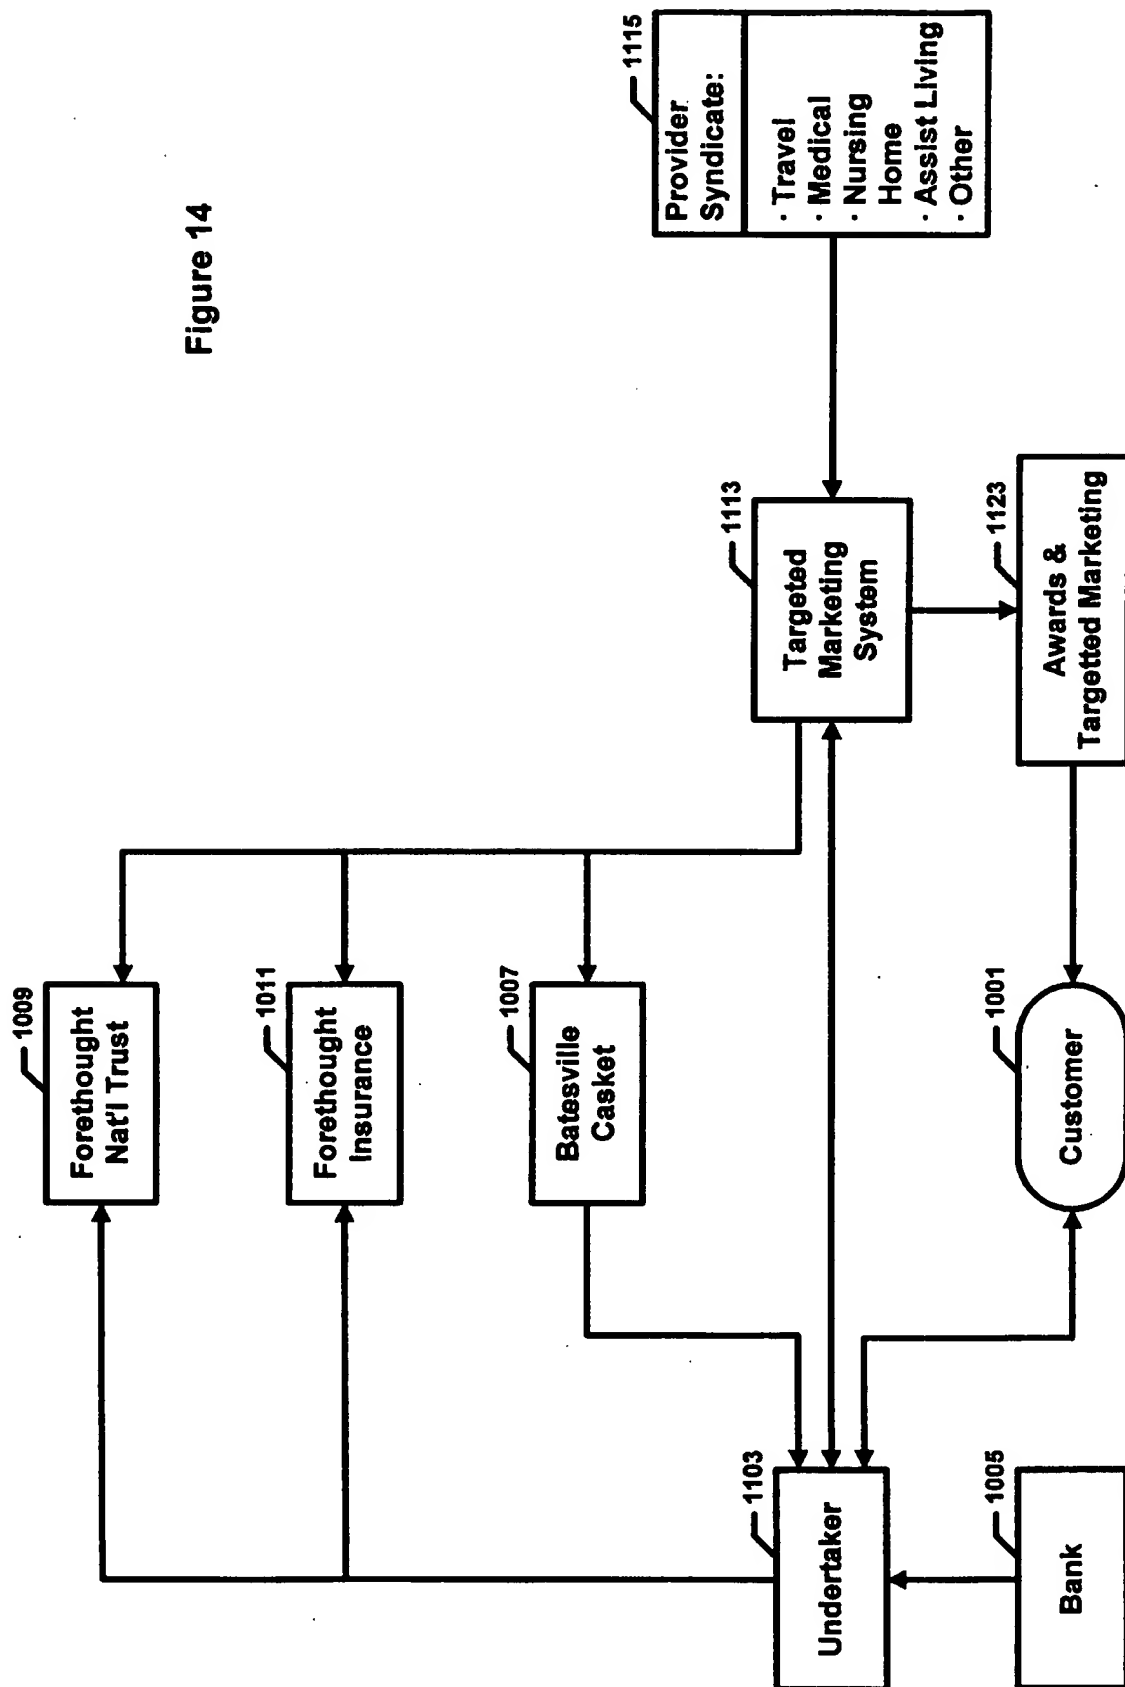 Figure 14
1009
Forethought
Nat'l Trust
1011
Forethought
Insurance
1007
Batesville
Casket
1103
Undertaker
1005
Bank
1001
Customer
1113
Targeted
Marketing
System
1123
Awards &
Targetted Marketing
1115
Provider
Syndicate:
· Travel
· Medical
· Nursing
Home
· Assist Living
· Other